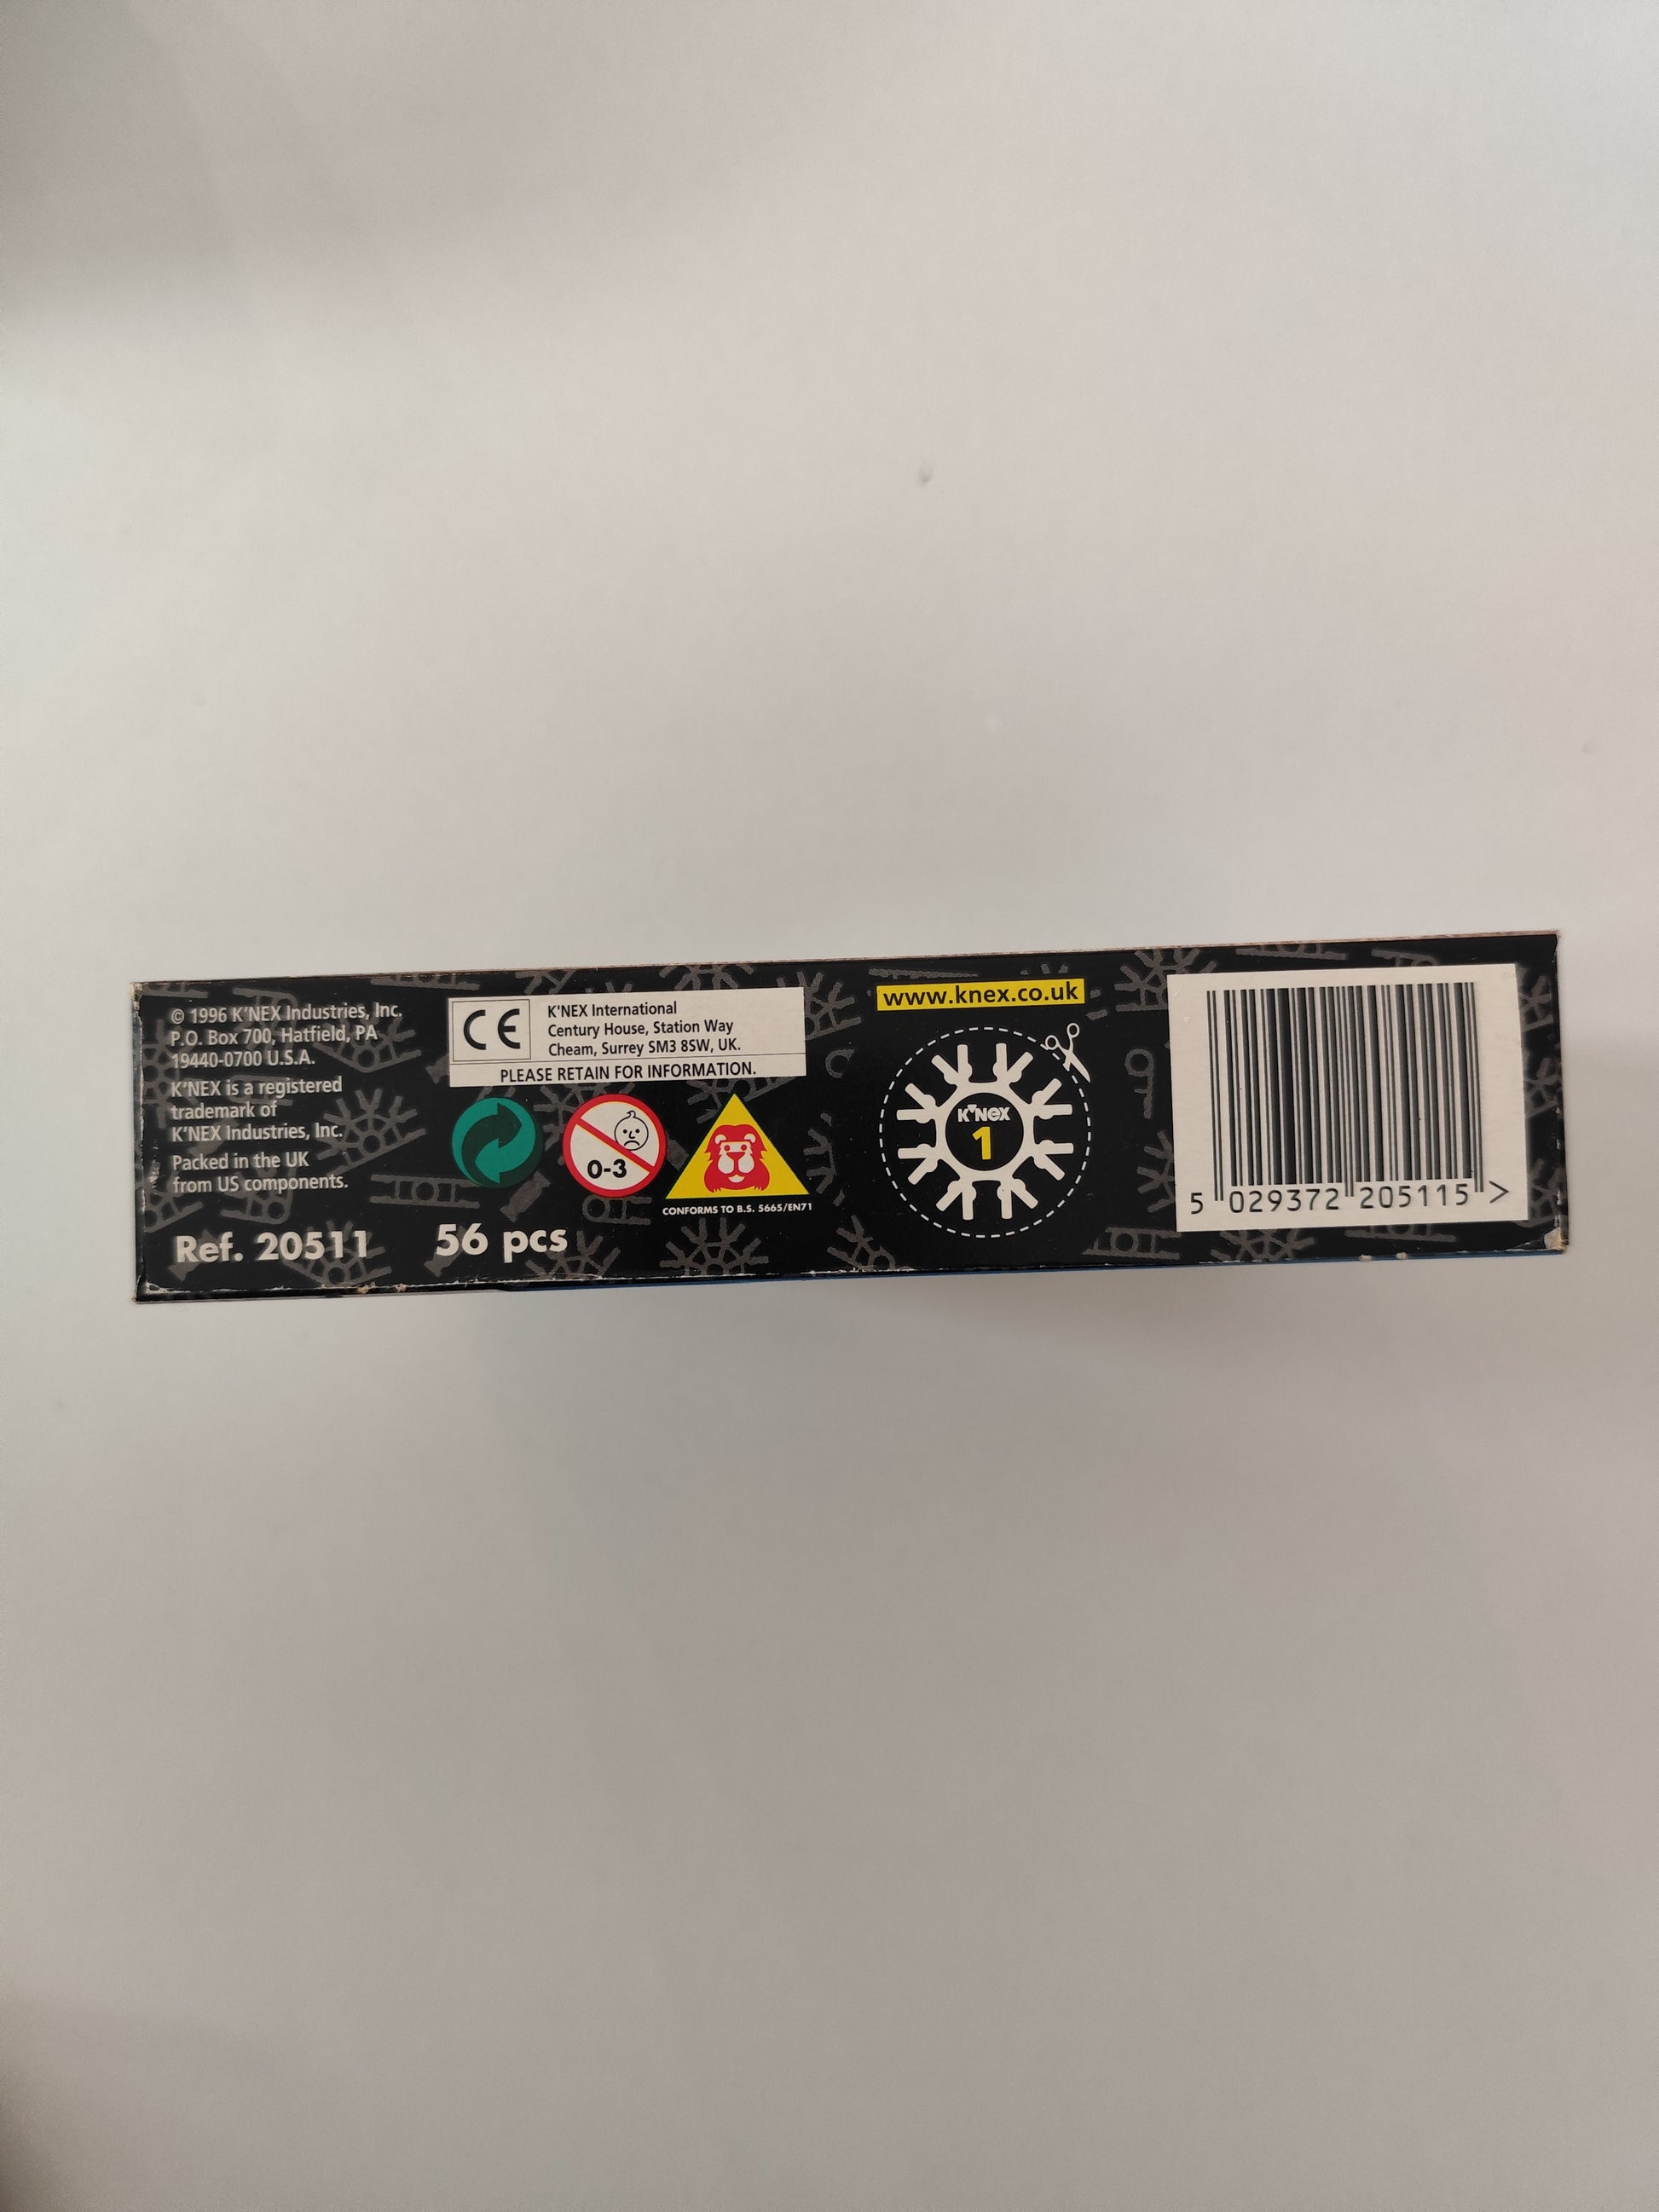 © 1996 K'NEX Industries, Inc.
P.O. Box 700, Hatfield, PA
19440-0700 U.S.A.
K'NEX is a registered
trademark of
K'NEX Industries, Inc.
Packed in the UK
from US components.
Ref. 20511
56 pcs
CE
K'NEX International
Century House, Station Way
Cheam, Surrey SM3 8SW, UK.
PLEASE RETAIN FOR INFORMATION.
0-3
CONFORMS TO B.S. 5665/EN71
www.knex.co.uk
K'NEX
1
5 029372 205115 >